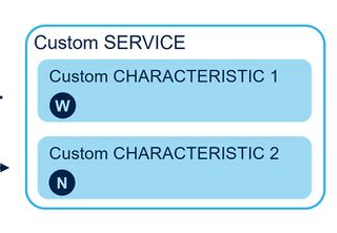 Custom SERVICE
Custom CHARACTERISTIC 1
W
Custom CHARACTERISTIC 2
N